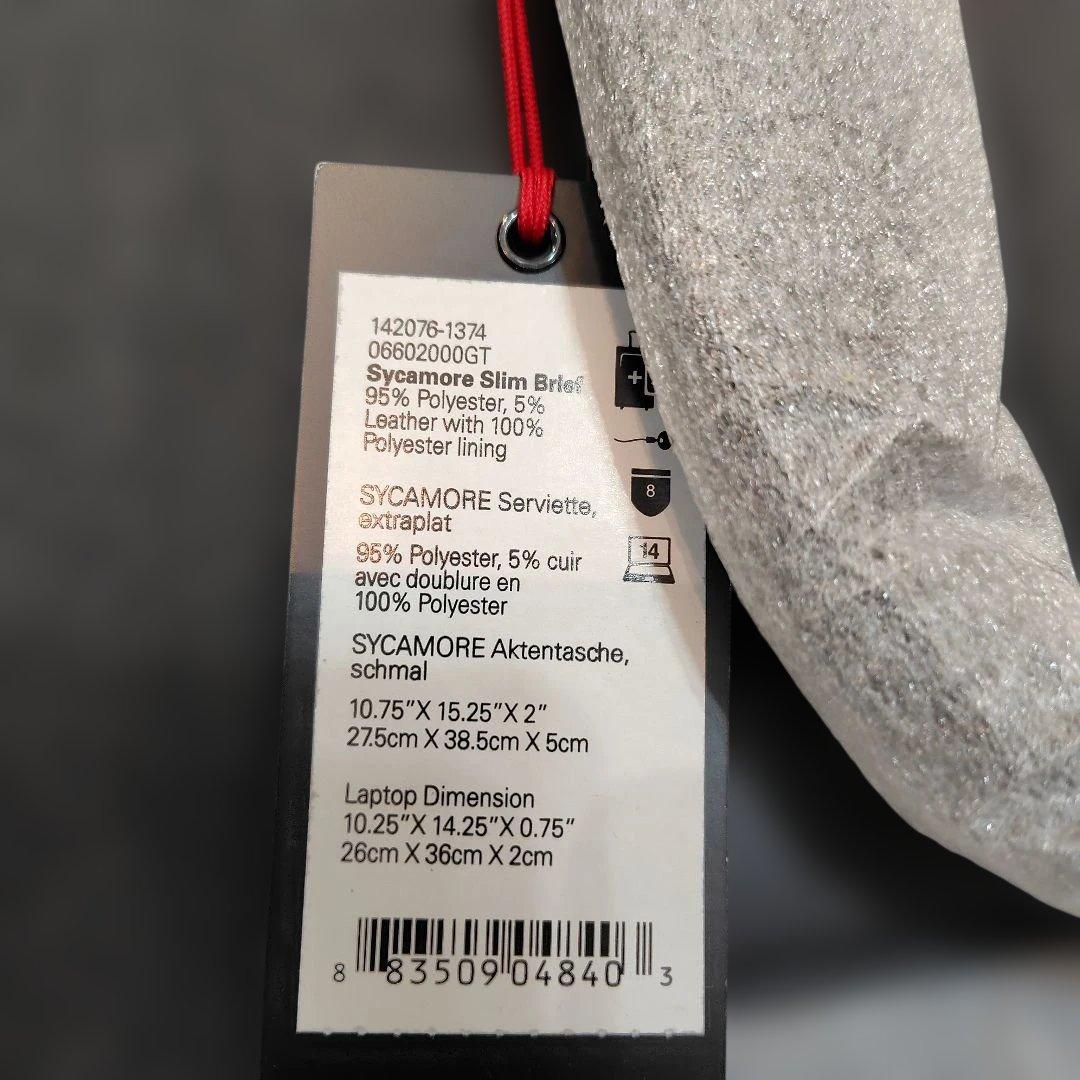 142076-1374
06602000GT
Sycamore Slim Brief
95% Polyester, 5%
Leather with 100%
Polyester lining
SYCAMORE Serviette,
extraplat
95% Polyester, 5% cuir
avec doublure en
100% Polyester
SYCAMORE Aktentasche,
schmal
10.75"X 15.25"X 2"
27.5cm X 38.5cm X 5cm
Laptop Dimension
10.25"X 14.25"X 0.75"
26cm X 36cm X 2cm
8 83509 04840 3
8
14